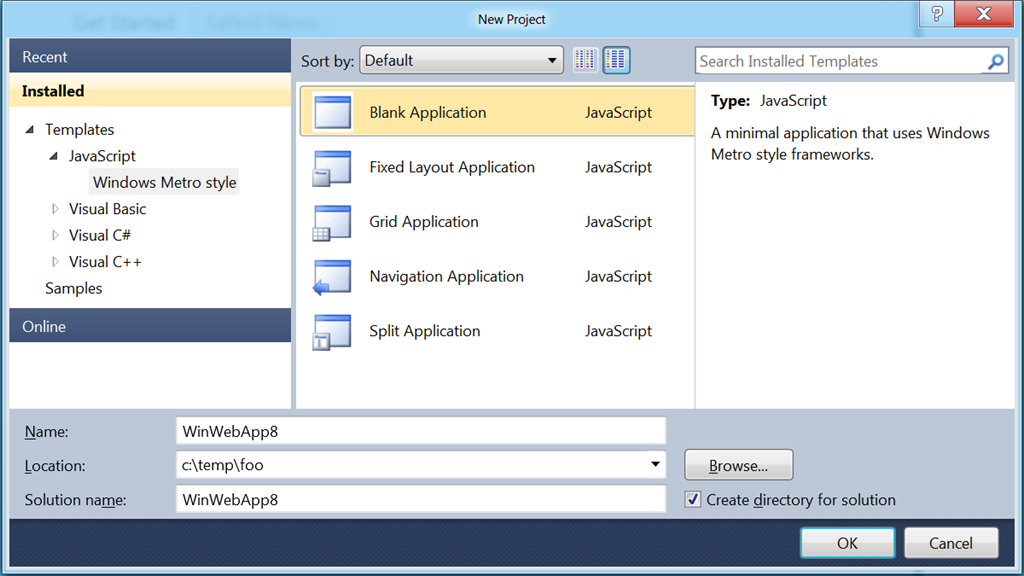 Get Started Latest News
New Project
?
Recent
Installed
Templates
JavaScript
Windows Metro style
Visual Basic
Visual C#
Visual C++
Samples
Online
Sort by: Default
Search Installed Templates
Blank Application JavaScript
Fixed Layout Application JavaScript
Grid Application JavaScript
Navigation Application JavaScript
Split Application JavaScript
Type: JavaScript
A minimal application that uses Windows
Metro style frameworks.
Name: WinWebApp8
Location: c:\temp\foo Browse...
Solution name: WinWebApp8 Create directory for solution
OK Cancel